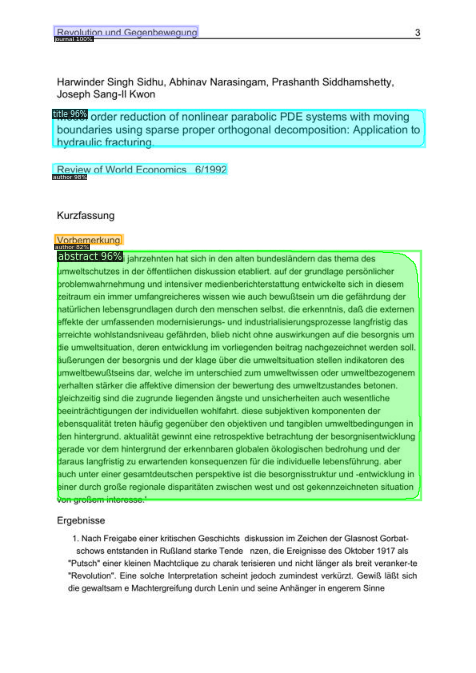 Revolution und Gegenbewegung 3
journal 100%
Harwinder Singh Sidhu, Abhinav Narasingam, Prashanth Siddhamshetty,
Joseph Sang-Il Kwon
title 96%
order reduction of nonlinear parabolic PDE systems with moving
boundaries using sparse proper orthogonal decomposition: Application to
hydraulic fracturing.
Review of World Economics 6/1992
author 98%
Kurzfassung
Vorbemerkung:
author 82%
abstract 96%
jahrzehnten hat sich in den alten bundesländern das thema des
umweltschutzes in der öffentlichen diskussion etabliert. auf der grundlage persönlicher
problemwahrnehmung und intensiver medienberichterstattung entwickelte sich in diesem
zeitraum ein immer umfangreicheres wissen wie auch bewußtsein um die gefährdung der
natürlichen lebensgrundlagen durch den menschen selbst. die erkenntnis, daß die externen
effekte der umfassenden modernisierungs- und industrialisierungsprozesse langfristig das
erreichte wohlstandsniveau gefährden, blieb nicht ohne auswirkungen auf die besorgnis um
die umweltsituation, deren entwicklung im vorliegenden beitrag nachgezeichnet werden soll.
äußerungen der besorgnis und der klage über die umweltsituation stellen indikatoren des
umweltbewußtseins dar, welche im unterschied zum umweltwissen oder umweltbezogenem
verhalten stärker die affektive dimension der bewertung des umweltzustandes betonen.
gleichzeitig sind die zugrunde liegenden ängste und unsicherheiten auch wesentliche
beeinträchtigungen der individuellen wohlfahrt. diese subjektiven komponenten der
lebensqualität treten häufig gegenüber den objektiven und tangiblen umweltbedingungen in
den hintergrund. aktualität gewinnt eine retrospektive betrachtung der besorgnisentwicklung
gerade vor dem hintergrund der erkennbaren globalen ökologischen bedrohung und der
daraus langfristig zu erwartenden konsequenzen für die individuelle lebensführung. aber
auch unter einer gesamtdeutschen perspektive ist die besorgnisstruktur und -entwicklung in
einer durch große regionale disparitäten zwischen west und ost gekennzeichneten situation
von großem interesse.'
Ergebnisse
1. Nach Freigabe einer kritischen Geschichts diskussion im Zeichen der Glasnost Gorbat-
schows entstanden in Rußland starke Tende nzen, die Ereignisse des Oktober 1917 als
"Putsch" einer kleinen Machtclique zu charak terisieren und nicht länger als breit veranker-te
"Revolution". Eine solche Interpretation scheint jedoch zumindest verkürzt. Gewiß läßt sich
die gewaltsam e Machtergreifung durch Lenin und seine Anhänger in engerem Sinne